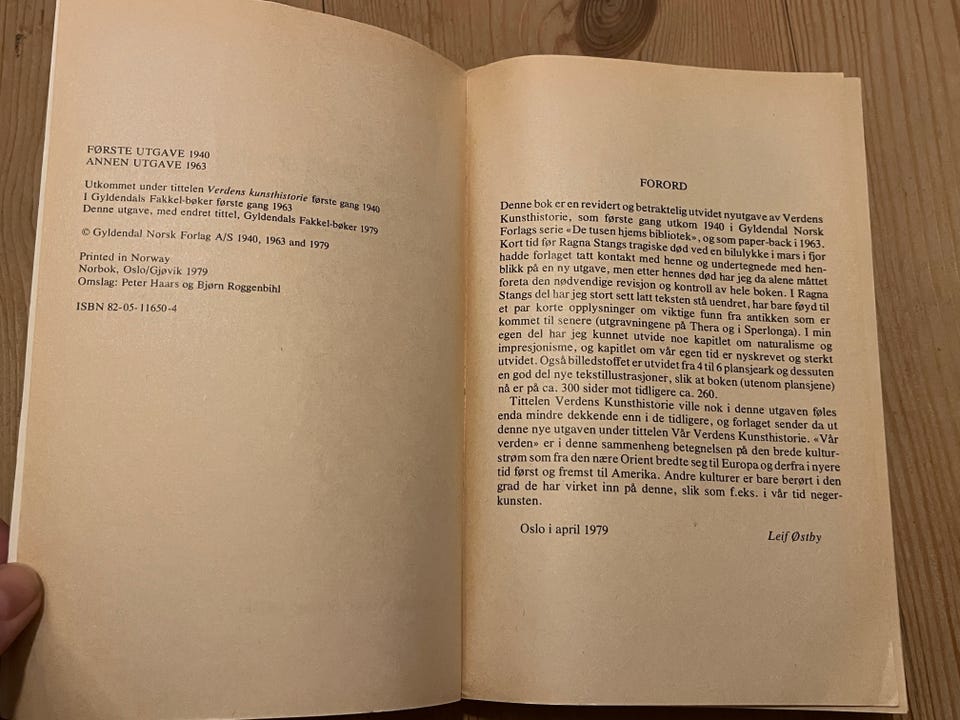 FØRSTE UTGAVE 1940
ANNEN UTGAVE 1963
Utkommet under tittelen Verdens kunsthistorie første gang 1940
I Gyldendals Fakkel-bøker første gang 1963
Denne utgave, med endret tittel, Gyldendals Fakkel-bøker 1979
© Gyldendal Norsk Forlag A/S 1940, 1963 and 1979
Printed in Norway
Norbok, Oslo/Gjøvik 1979
Omslag: Peter Haars og Bjørn Roggenbihl
ISBN 82-05-11650-4
FORORD
Denne bok er en revidert og betraktelig utvidet nyutgave av Verdens
Kunsthistorie, som første gang utkom 1940 i Gyldendal Norsk
Forlags serie «De tusen hjems bibliotek», og som paper-back i 1963.
Kort tid før Ragna Stangs tragiske død ved en bilulykke i mars i fjor
hadde forlaget tatt kontakt med henne og undertegnede med hen-
blikk på en ny utgave, men etter hennes død har jeg da alene måttet
foreta den nødvendige revisjon og kontroll av hele boken. I Ragna
Stangs del har jeg stort sett latt teksten stå uendret, har bare føyd til
et par korte opplysninger om viktige funn fra antikken som er
kommet til senere (utgravningene på Thera og i Sperlonga). I min
egen del har jeg kunnet utvide noe kapitlet om naturalisme og
impresjonisme, og kapitlet om vår egen tid er nyskrevet og sterkt
utvidet. Også billedstoffet er utvidet fra 4 til 6 plansjeark og dessuten
en god del nye tekstillustrasjoner, slik at boken (utenom plansjene)
nå er på ca. 300 sider mot tidligere ca. 260.
Tittelen Verdens Kunsthistorie ville nok i denne utgaven føles
enda mindre dekkende enn i de tidligere, og forlaget sender da ut
denne nye utgaven under tittelen Vår Verdens Kunsthistorie. «Vår
verden» er i denne sammenheng betegnelsen på den brede kultur-
strøm som fra den nære Orient bredte seg til Europa og derfra i nyere
tid først og fremst til Amerika. Andre kulturer er bare berørt i den
grad de har virket inn på denne, slik som f.eks. i vår tid neger-
kunsten.
Oslo i april 1979
Leif Østby